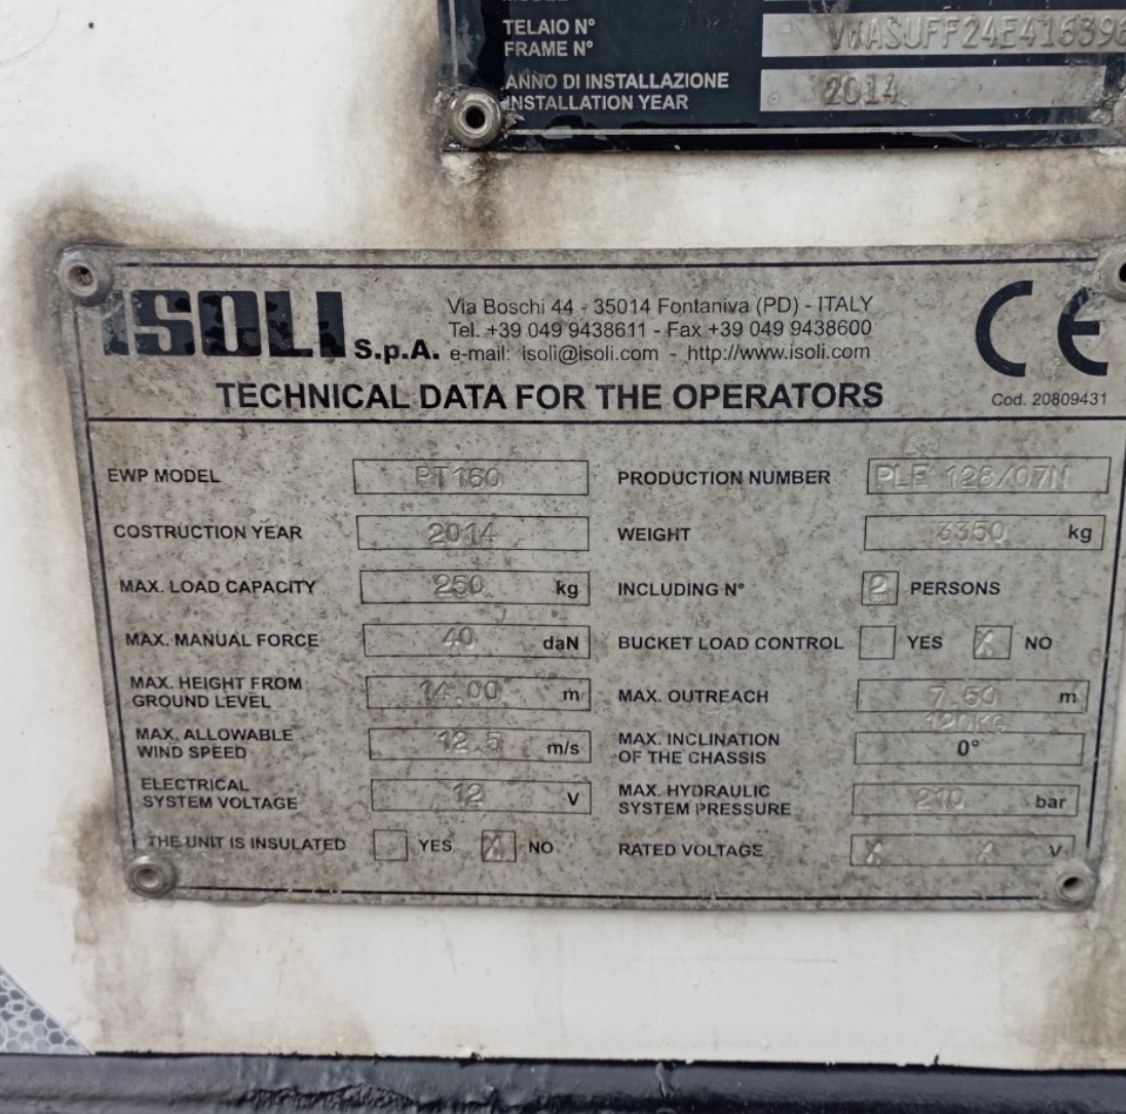 TELAIO N°
FRAME N° VWASUFF24E416396
ANNO DI INSTALLAZIONE
INSTALLATION YEAR 2014
ISOLI S.p.A.
Via Boschi 44 - 35014 Fontaniva (PD) - ITALY
Tel. +39 049 9438611 - Fax +39 049 9438600
e-mail: isoli@isoli.com - http://www.isoli.com
CE
TECHNICAL DATA FOR THE OPERATORS
Cod. 20809431
EWP MODEL PT160 PRODUCTION NUMBER PLE 128/07N
COSTRUCTION YEAR 2014 WEIGHT 3350 kg
MAX. LOAD CAPACITY 250 kg INCLUDING N° 2 PERSONS
MAX. MANUAL FORCE 40 daN BUCKET LOAD CONTROL YES X NO
MAX. HEIGHT FROM
GROUND LEVEL 14.00 m MAX. OUTREACH 7.50 m
120KG
MAX. ALLOWABLE
WIND SPEED 12.5 m/s MAX. INCLINATION
OF THE CHASSIS 0°
ELECTRICAL
SYSTEM VOLTAGE 12 V MAX. HYDRAULIC
SYSTEM PRESSURE 210 bar
THE UNIT IS INSULATED YES X NO RATED VOLTAGE X X V